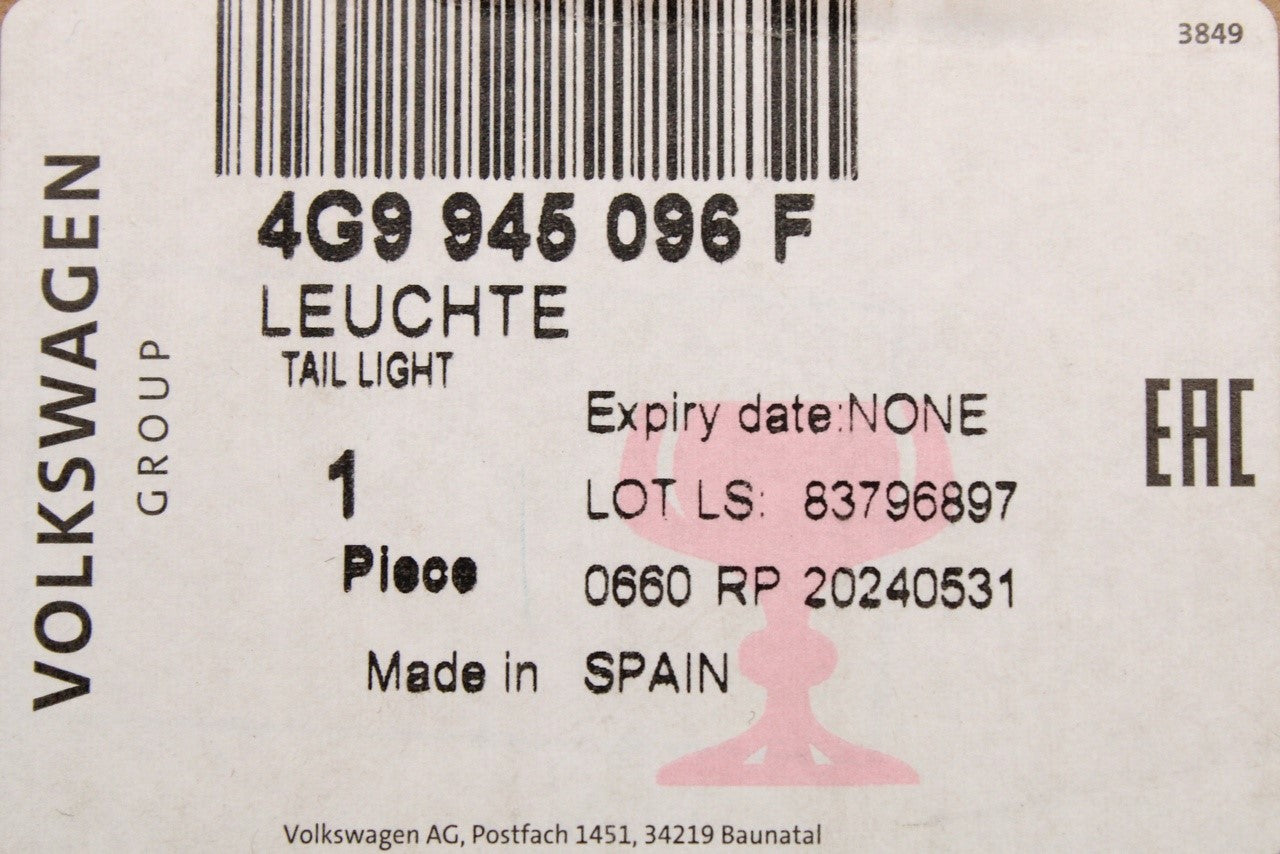 3849
VOLKSWAGEN
GROUP
4G9 945 096 F
LEUCHTE
TAIL LIGHT
Expiry date:NONE
1
LOT LS: 83796897
Piece
0660 RP 20240531
Made in SPAIN
EAC
Volkswagen AG, Postfach 1451, 34219 Baunatal